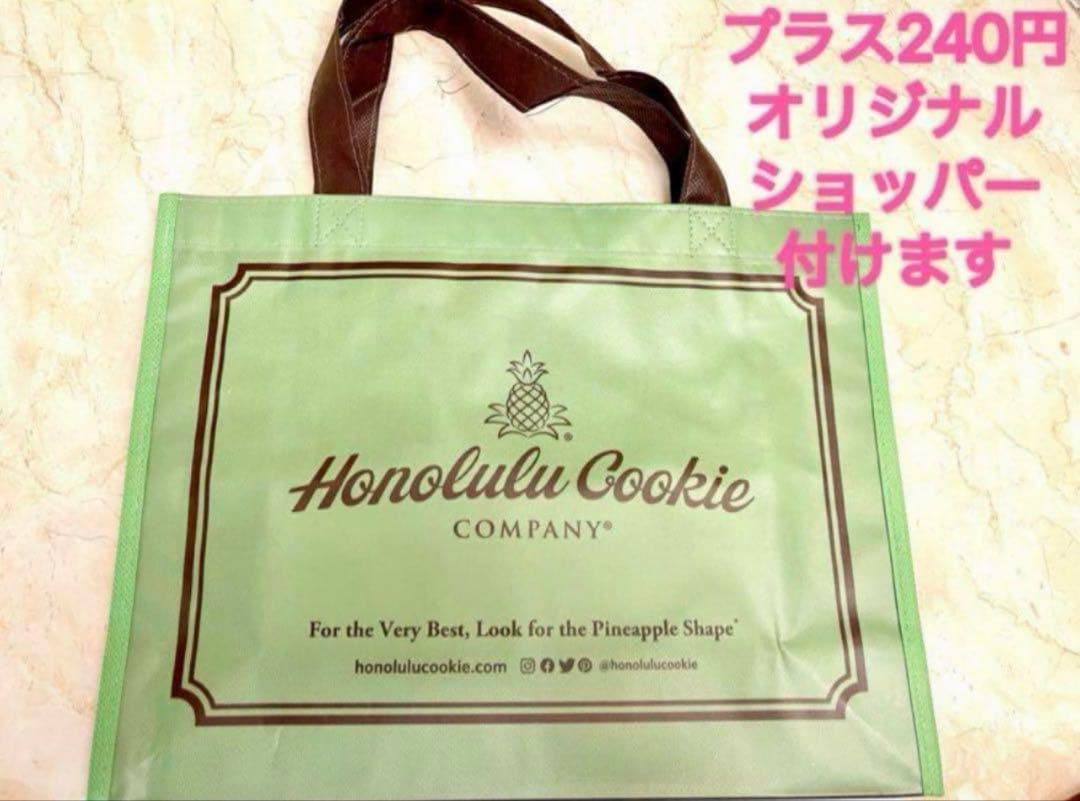 プラス240円
オリジナル
ショッパー
付けます
Honolulu Cookie
COMPANY®
For the Very Best, Look for the Pineapple Shape®
honolulucookie.com @honolulucookie